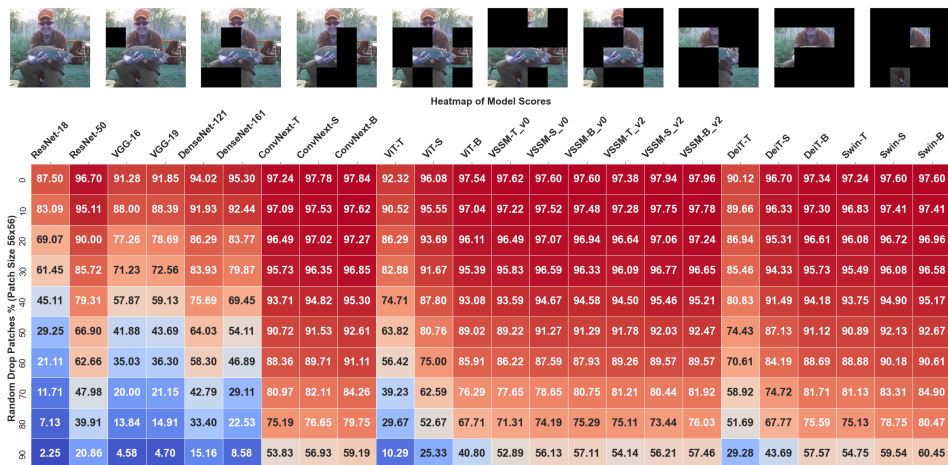 Heatmap of Model Scores
ResNet-18 ResNet-50 VGG-16 VGG-19 DenseNet-121 DenseNet-161 ConvNext-T ConvNext-S ConvNext-B ViT-T ViT-S ViT-B VSSM-T_v0 VSSM-S_v0 VSSM-B_v0 VSSM-T_v2 VSSM-S_v2 VSSM-B_v2 DeiT-T DeiT-S DeiT-B Swin-T Swin-S Swin-B
Random Drop Patches % (Patch Size 56x56)
0 87.50 96.70 91.28 91.85 94.02 95.30 97.24 97.78 97.84 92.32 96.08 97.54 97.62 97.60 97.60 97.38 97.94 97.96 90.12 96.70 97.34 97.24 97.60 97.60
10 83.09 95.11 88.00 88.39 91.93 92.44 97.09 97.53 97.62 90.52 95.55 97.04 97.22 97.52 97.48 97.28 97.75 97.78 89.66 96.33 97.30 96.83 97.41 97.41
20 69.07 90.00 77.26 78.69 86.29 83.77 96.49 97.02 97.27 86.29 93.69 96.11 96.49 97.07 96.94 96.64 97.06 97.24 86.94 95.31 96.61 96.08 96.72 96.96
30 61.45 85.72 71.23 72.56 83.93 79.87 95.73 96.35 96.85 82.88 91.67 95.39 95.83 96.59 96.33 96.09 96.77 96.65 85.46 94.33 95.73 95.49 96.08 96.58
40 45.11 79.31 57.87 59.13 75.69 69.45 93.71 94.82 95.30 74.71 87.80 93.08 93.59 94.67 94.58 94.50 95.46 95.21 80.83 91.49 94.18 93.75 94.90 95.17
50 29.25 66.90 41.88 43.69 64.03 54.11 90.72 91.53 92.61 63.82 80.76 89.02 89.22 91.27 91.29 91.78 92.03 92.47 74.43 87.13 91.12 90.89 92.13 92.67
60 21.11 62.66 35.03 36.30 58.30 46.89 88.36 89.71 91.11 56.42 75.00 85.91 86.22 87.59 87.93 89.26 89.57 89.57 70.61 84.19 88.69 88.88 90.18 90.61
70 11.71 47.98 20.00 21.15 42.79 29.11 80.97 82.11 84.26 39.23 62.59 76.29 77.65 78.65 80.75 81.21 80.92 82.44 58.92 74.72 81.71 81.13 83.31 84.90
80 7.13 39.91 13.84 14.91 33.40 22.53 75.19 76.65 79.75 29.67 52.67 67.71 71.31 74.19 74.29 75.11 73.44 76.03 51.69 67.77 75.59 75.13 78.75 80.47
90 2.25 20.86 4.58 4.70 15.16 8.58 53.83 56.93 59.19 10.29 25.33 40.80 52.89 56.13 57.11 54.14 56.21 57.46 29.28 43.69 57.57 54.75 59.54 60.45